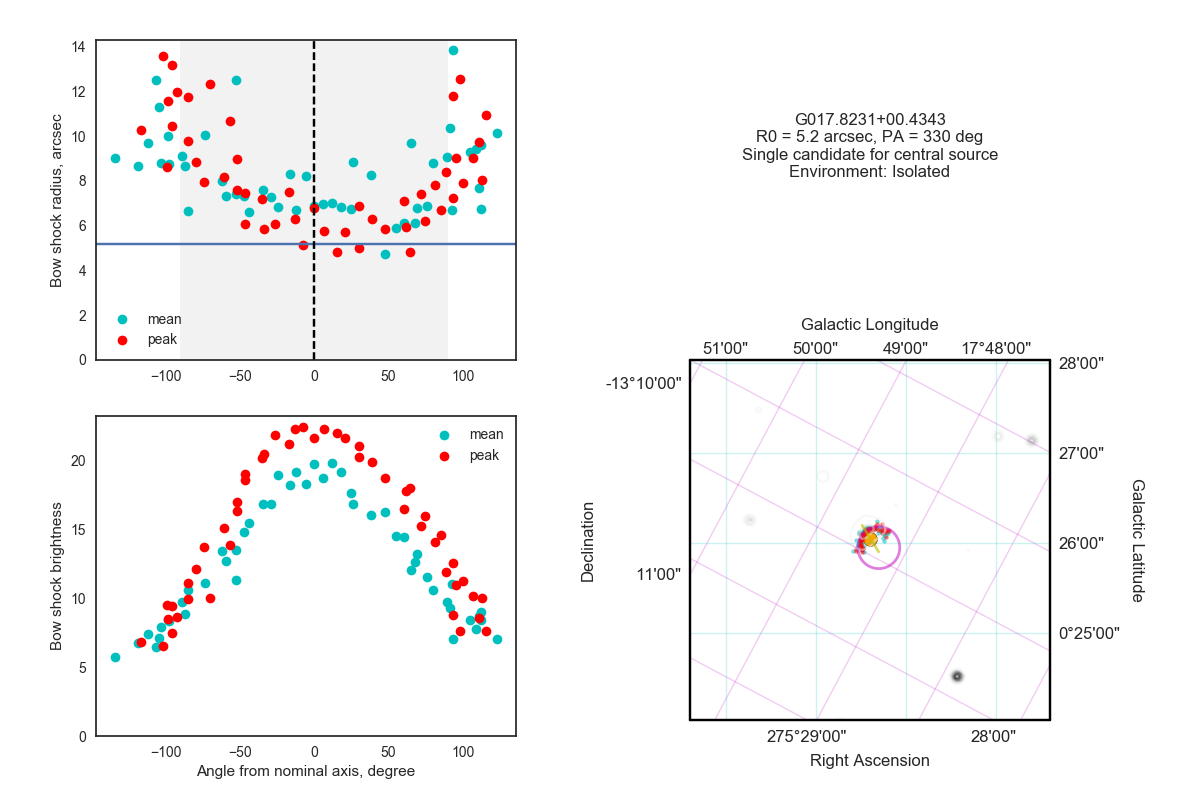 14
12
10
8
6
4
2
0
Bow shock radius, arcsec
mean
peak
−100
−50
0
50
100
20
15
10
5
0
Bow shock brightness
mean
peak
−100
−50
0
50
100
Angle from nominal axis, degree
G017.8231+00.4343
R0 = 5.2 arcsec, PA = 330 deg
Single candidate for central source
Environment: Isolated
Galactic Longitude
51'00"
50'00"
49'00"
17°48'00"
-13°10'00"
11'00"
Declination
28'00"
27'00"
26'00"
0°25'00"
Galactic Latitude
275°29'00"
28'00"
Right Ascension